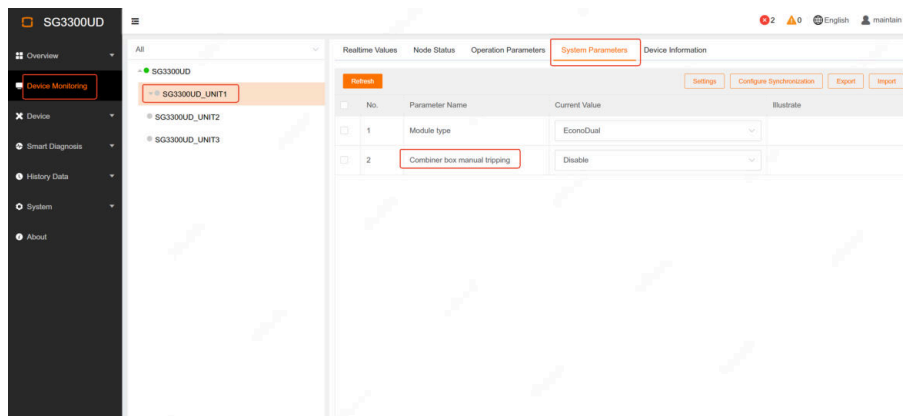 SG3300UD
2
0
English
maintain
Overview
Device Monitoring
Device
Smart Diagnosis
History Data
System
About
All
SG3300UD
SG3300UD_UNIT1
SG3300UD_UNIT2
SG3300UD_UNIT3
Realtime Values Node Status Operation Parameters System Parameters Device Information
Refresh Settings Configure Synchronization Export Import
No. Parameter Name Current Value Illustrate
1 Module type EconoDual
2 Combiner box manual tripping Disable